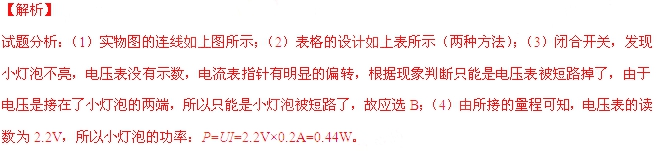 【解析】
试题分析：（1）实物图的连线如上图所示；（2）表格的设计如上表所示（两种方法）；（3）闭合开关，发现
小灯泡不亮，电压表没有示数，电流表指针有明显的偏转，根据现象判断只能是电压表被短路掉了，由于
电压是接在了小灯泡的两端，所以只能是小灯泡被短路了，故应选 B；（4）由所接的量程可知，电压表的读
数为 2.2V，所以小灯泡的功率：P=UI=2.2V×0.2A=0.44W。